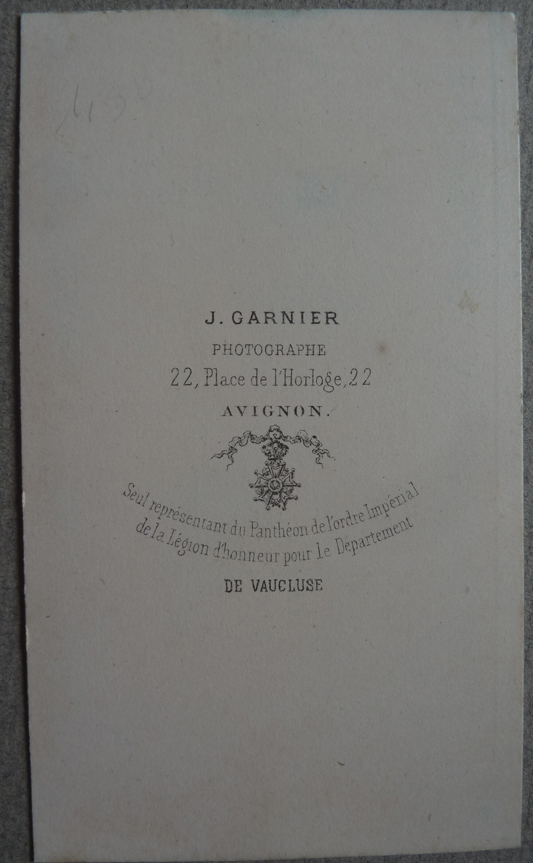 J. GARNIER
PHOTOGRAPHE
22, Place de l'Horloge, 22
AVIGNON.
Seul représentant du Panthéon de l'ordre Impérial
de la Légion d'honneur pour le Département
DE VAUCLUSE